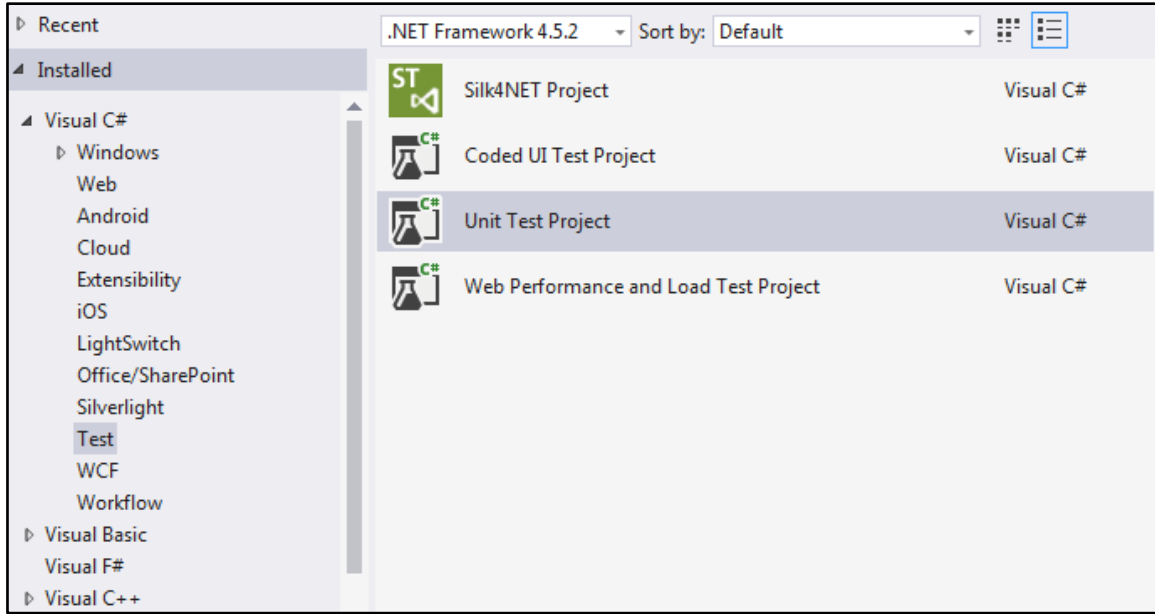 Recent
Installed
Visual C#
Windows
Web
Android
Cloud
Extensibility
iOS
LightSwitch
Office/SharePoint
Silverlight
Test
WCF
Workflow
Visual Basic
Visual F#
Visual C++
.NET Framework 4.5.2 Sort by: Default
ST
Silk4NET Project Visual C#
C#
Coded UI Test Project Visual C#
C#
Unit Test Project Visual C#
C#
Web Performance and Load Test Project Visual C#